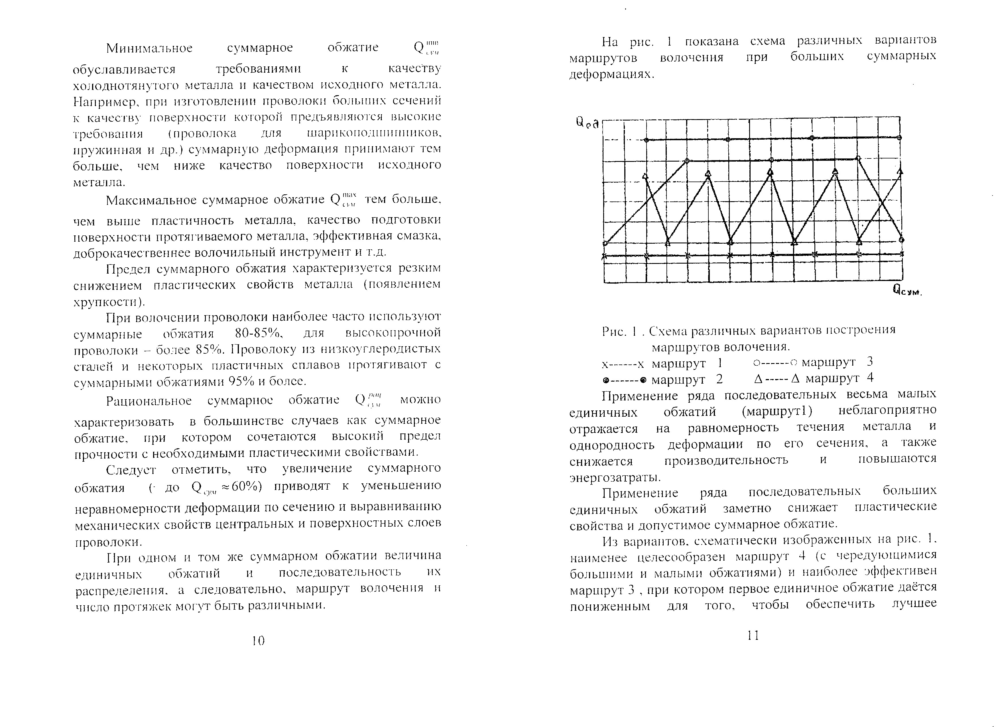 Минимальное суммарное обжатие Q min сум
обуславливается требованиями к качеству
холоднотянутого металла и качеством исходного металла.
Например, при изготовлении проволоки больших сечений
к качеству поверхности которой предъявляются высокие
требования (проволока для шарикоподшипников,
пружинная и др.) суммарную деформация принимают тем
больше, чем ниже качество поверхности исходного
металла.
Максимальное суммарное обжатие Q max сум тем больше,
чем выше пластичность металла, качество подготовки
поверхности протягиваемого металла, эффективная смазка,
доброкачественнее волочильный инструмент и т.д.
Предел суммарного обжатия характеризуется резким
снижением пластических свойств металла (появлением
хрупкости).
При волочении проволоки наиболее часто используют
суммарные обжатия 80-85%, для высокопрочной
проволоки – более 85%. Проволоку из низкоуглеродистых
сталей и некоторых пластичных сплавов протягивают с
суммарными обжатиями 95% и более.
Рациональное суммарное обжатие Q рац сум можно
характеризовать в большинстве случаев как суммарное
обжатие, при котором сочетаются высокий предел
прочности с необходимыми пластическими свойствами.
Следует отметить, что увеличение суммарного
обжатия ( до Q сум ≈60%) приводят к уменьшению
неравномерности деформации по сечению и выравниванию
механических свойств центральных и поверхностных слоев
проволоки.
При одном и том же суммарном обжатии величина
единичных обжатий и последовательность их
распределения, а следовательно, маршрут волочения и
число протяжек могут быть различными.
10
На рис. 1 показана схема различных вариантов
маршрутов волочения при больших суммарных
деформациях.
Qед
Qсум.
Рис. 1 . Схема различных вариантов построения
маршрутов волочения.
x------x маршрут 1 o------o маршрут 3
●-------● маршрут 2 Δ-----Δ маршрут 4
Применение ряда последовательных весьма малых
единичных обжатий (маршрут1) неблагоприятно
отражается на равномерность течения металла и
однородность деформации по его сечения, а также
снижается производительность и повышаются
энергозатраты.
Применение ряда последовательных больших
единичных обжатий заметно снижает пластические
свойства и допустимое суммарное обжатие.
Из вариантов, схематически изображенных на рис. 1,
наименее целесообразен маршрут 4 (с чередующимися
большими и малыми обжатиями) и наиболее эффективен
маршрут 3 , при котором первое единичное обжатие даётся
пониженным для того, чтобы обеспечить лучшее
11